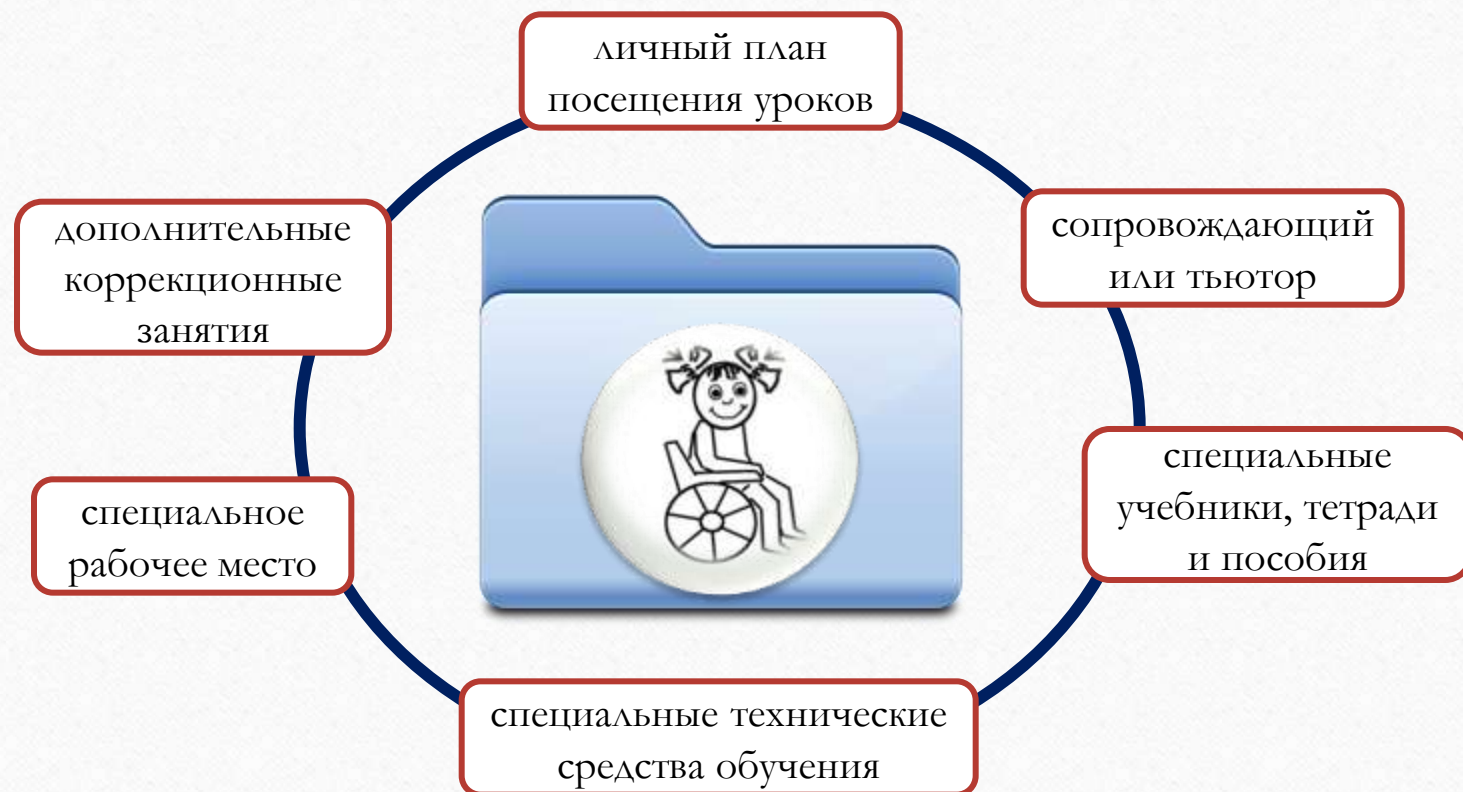 личный план
посещения уроков
сопровождающий
или тьютор
специальные
учебники, тетради
и пособия
специальные технические
средства обучения
специальное
рабочее место
дополнительные
коррекционные
занятия